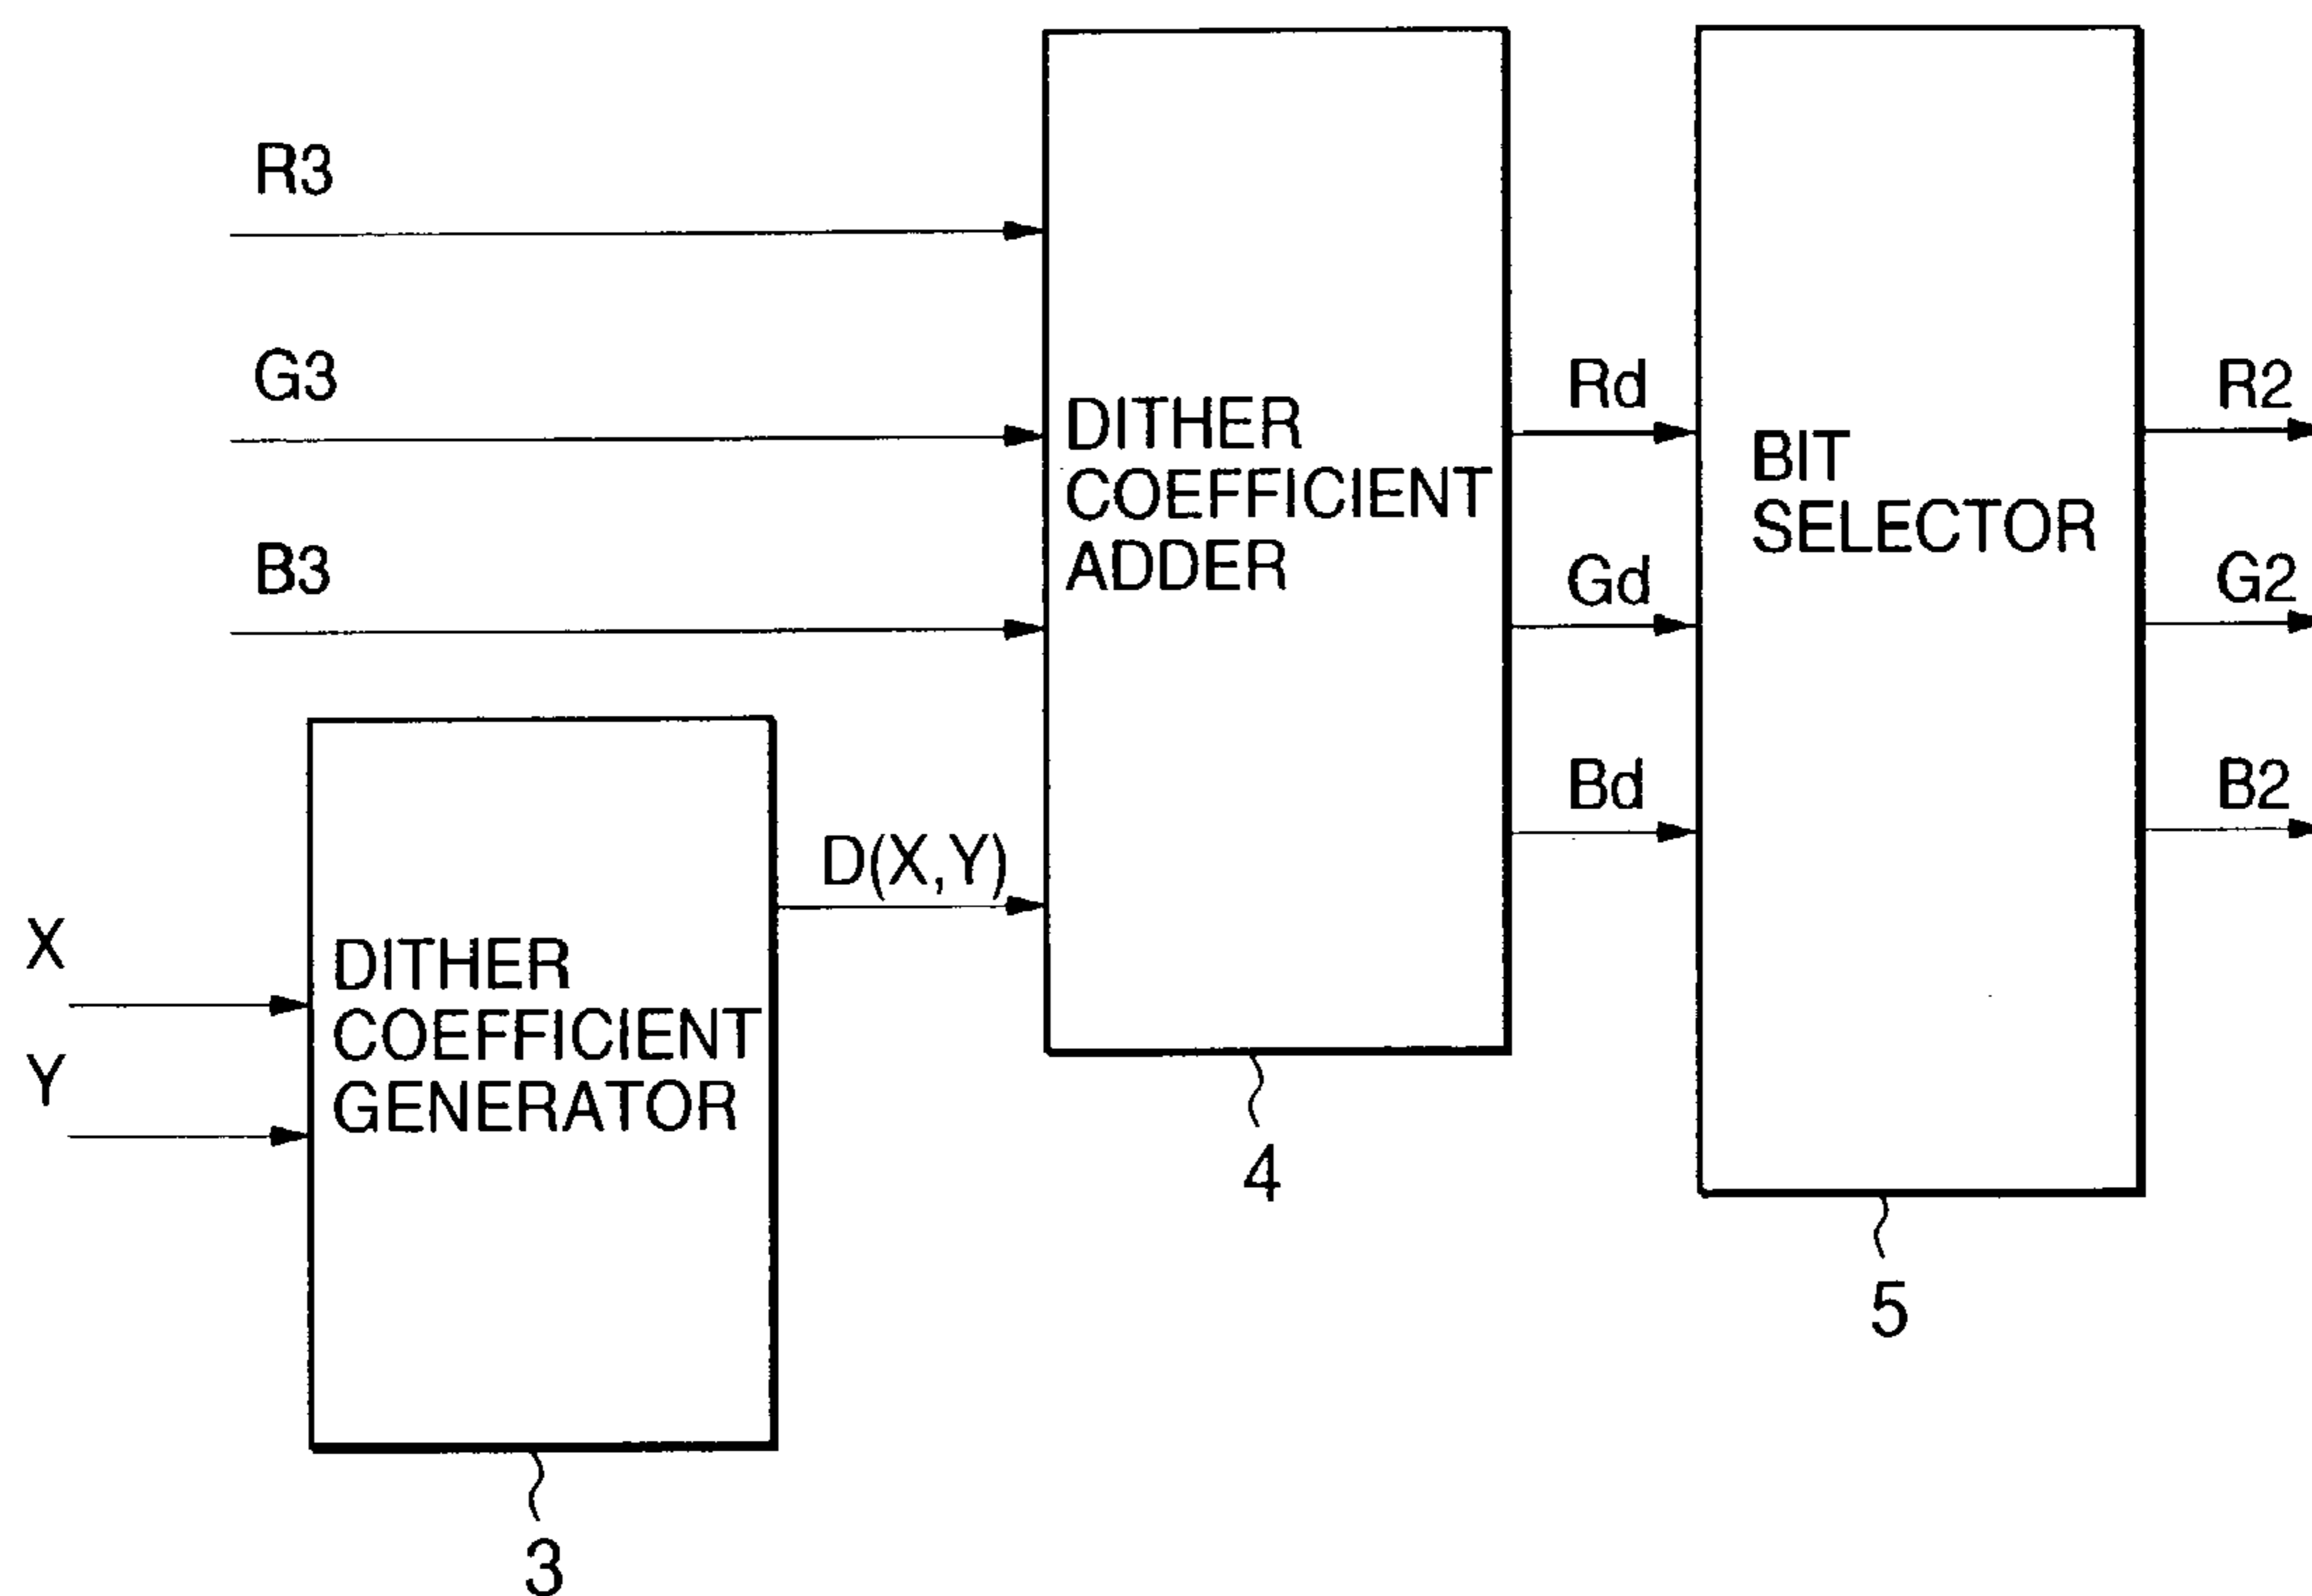 R3
G3
B3
DITHER
COEFFICIENT
ADDER
Rd
Gd
Bd
BIT
SELECTOR
R2
G2
B2
X
Y
DITHER
COEFFICIENT
GENERATOR
D(X,Y)
4
5
3